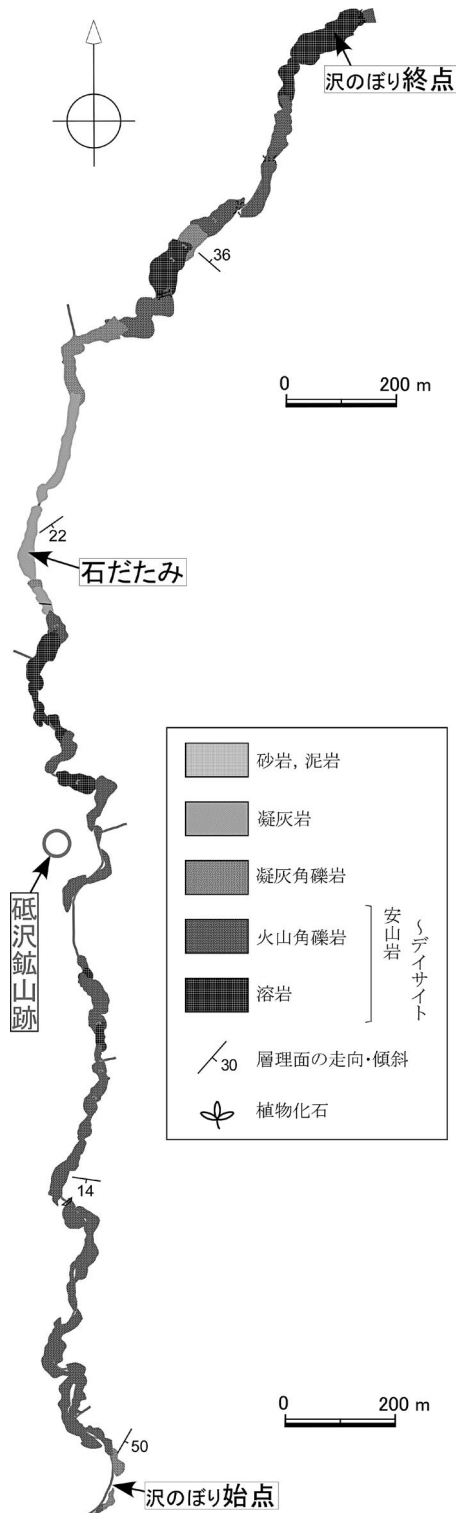 沢のぼり終点
36
0 200 m
22
石だたみ
砂岩, 泥岩
凝灰岩
凝灰角礫岩
火山角礫岩
溶岩
安山岩
～デイサイト
30 層理面の走向・傾斜
植物化石
砥沢鉱山跡
14
0 200 m
50
沢のぼり始点